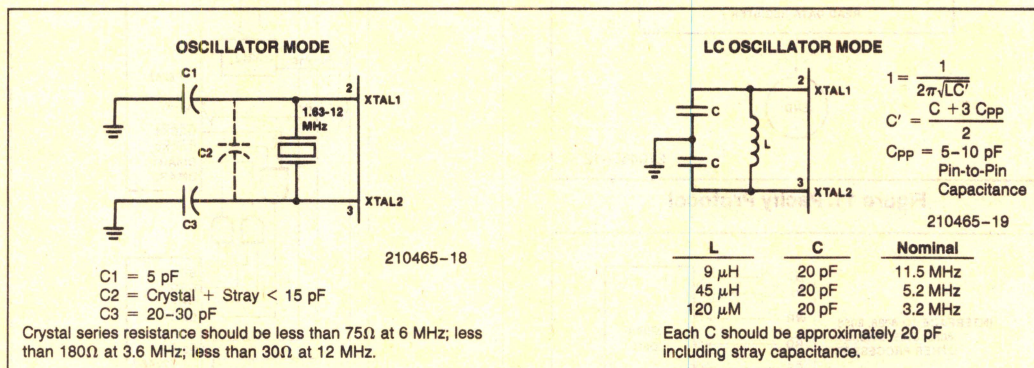 OSCILLATOR MODE
C1
2
XTAL1
1.63-12
MHz
C2
3
XTAL2
C3
210465-18
C1 = 5 pF
C2 = Crystal + Stray < 15 pF
C3 = 20-30 pF
Crystal series resistance should be less than 75Ω at 6 MHz; less
than 180Ω at 3.6 MHz; less than 30Ω at 12 MHz.
LC OSCILLATOR MODE
2
XTAL1
C
L
C
3
XTAL2
1 = 1 / 2π√LC'
C' = C + 3 Cpp / 2
Cpp = 5-10 pF
Pin-to-Pin
Capacitance
210465-19
L C Nominal
9 µH 20 pF 11.5 MHz
45 µH 20 pF 5.2 MHz
120 µM 20 pF 3.2 MHz
Each C should be approximately 20 pF
including stray capacitance.